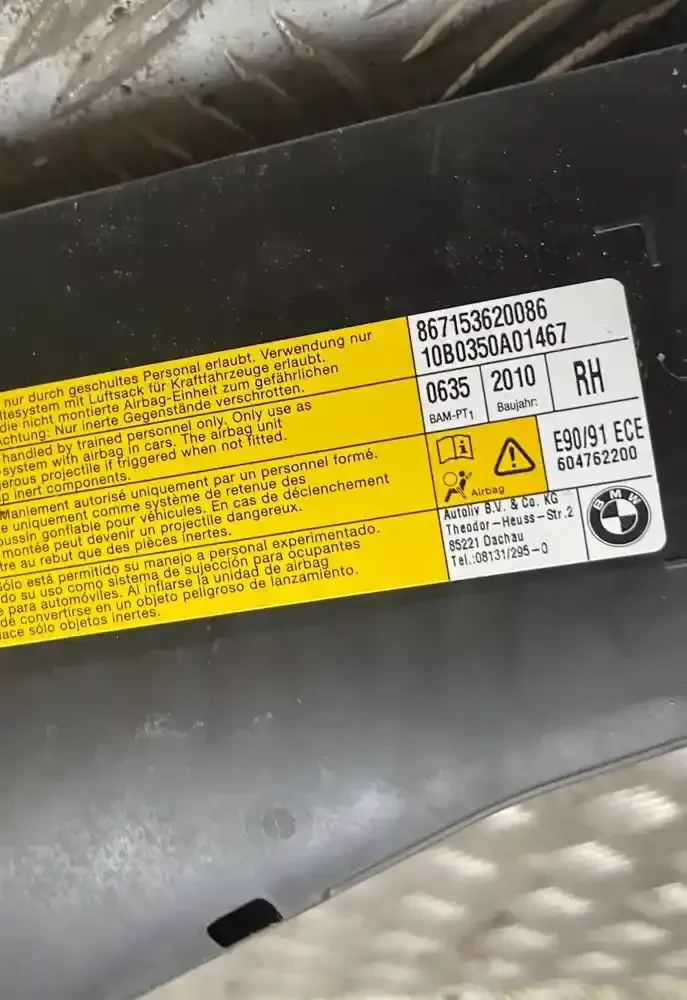 nur durch geschultes Personal erlaubt. Verwendung nur
ltesystem mit Luftsack für Kraftfahrzeuge erlaubt.
die nicht montierte Airbag-Einheit zum gefährlichen
chtung: Nur inerte Gegenstände verschrotten.
handled by trained personnel only. Only use as
system with airbag in cars. The airbag unit
gerous projectile if triggered when not fitted.
p inert components.
Maniement autorisé uniquement par un personnel formé.
e uniquement comme système de retenue des
oussin gonflable pour véhicules. En cas de déclenchement
montée peut devenir un projectile dangereux.
tre au rebut que des pièces inertes.
Sólo está permitido su manejo a personal experimentado.
do su uso como sistema de sujección para ocupantes
e para automóviles. Al inflarse la unidad de airbag
de convertirse en un objeto peligroso de lanzamiento.
ace sólo objetos inertes.
867153620086
10B0350A01467
0635
BAM-PT1
2010
Baujahr:
RH
Airbag
E90/91 ECE
604762200
Autoliv B.V. & Co. KG
Theodor-Heuss-Str.2
85221 Dachau
Tel.:08131/295-0
BMW